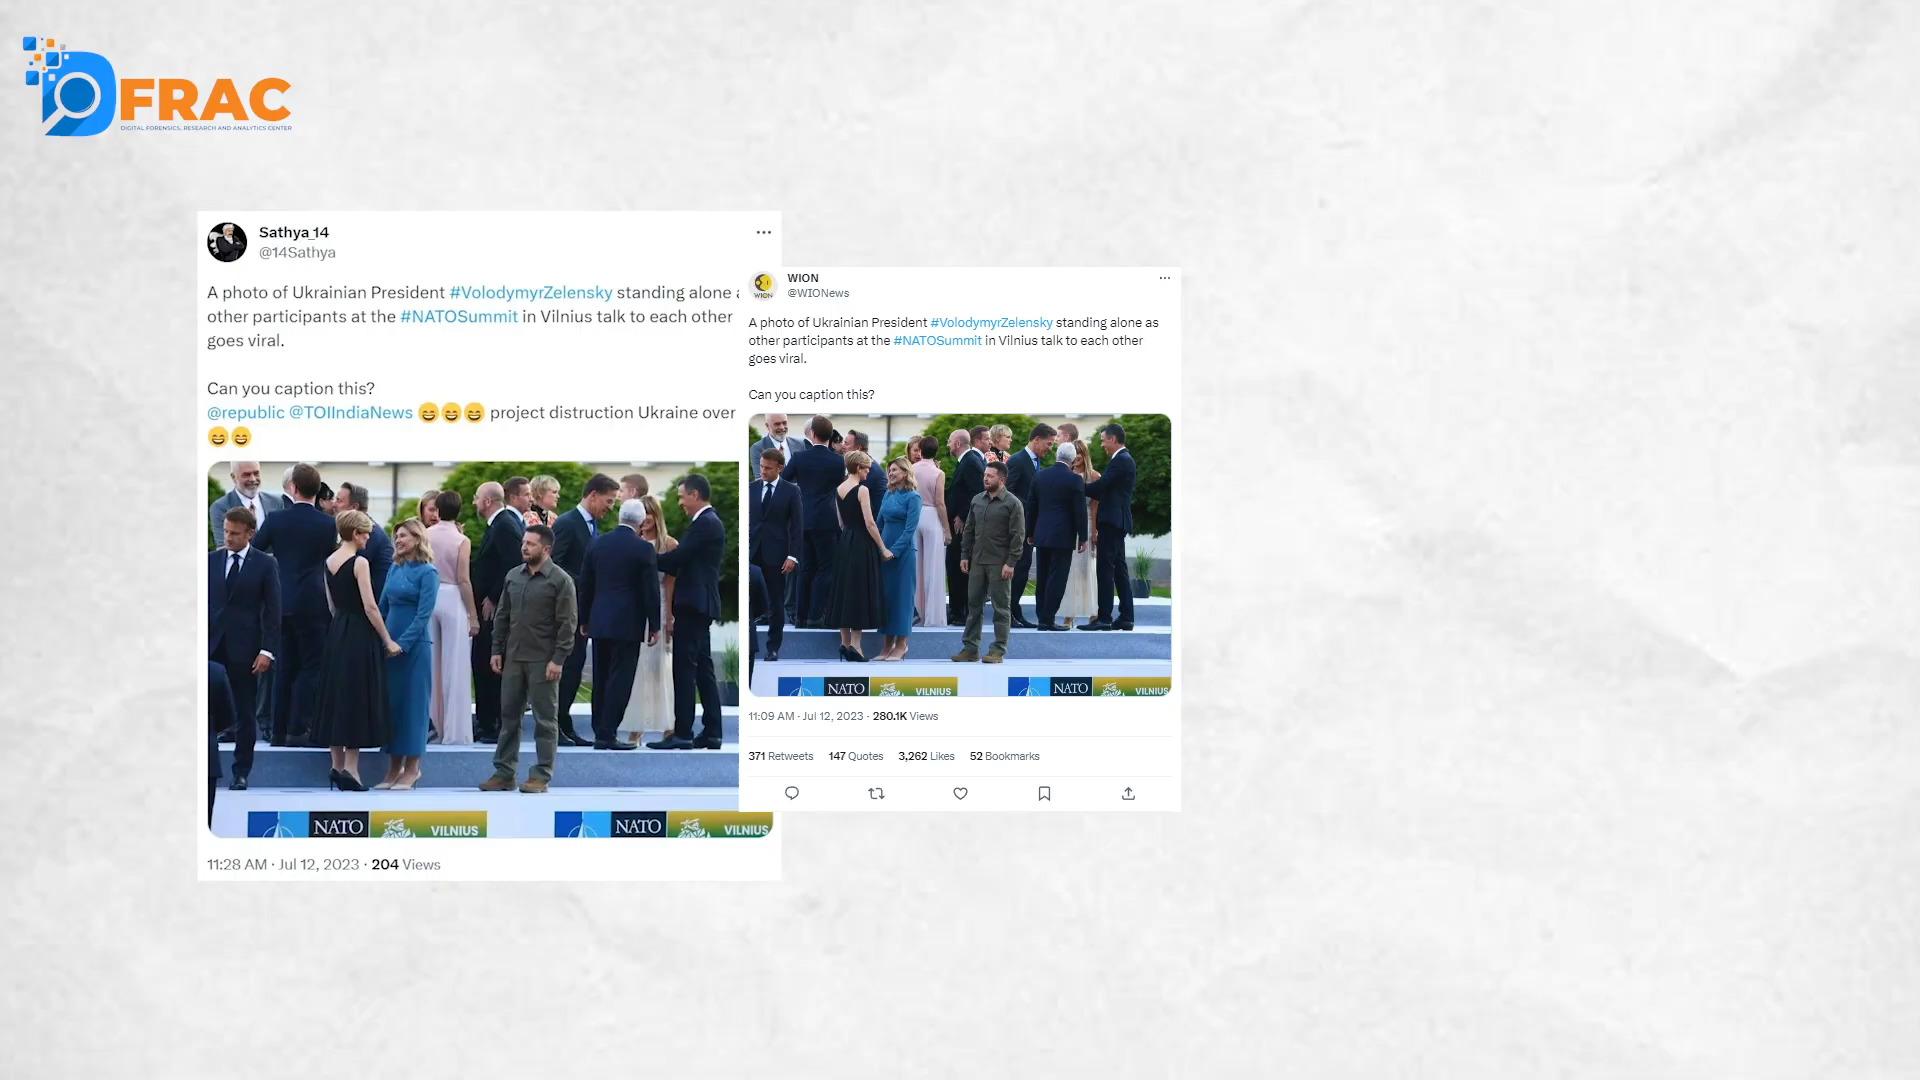 FRAC
DIGITAL FORENSICS, RESEARCH AND ANALYTICS CENTER
Sathya_14
@14Sathya
A photo of Ukrainian President #VolodymyrZelensky standing alone
other participants at the #NATOSummit in Vilnius talk to each other
goes viral.
Can you caption this?
@republic @TOIIndiaNews 😄😄😄 project distruction Ukraine over
😄😄
NATO VILNIUS NATO VILNIUS
11:28 AM · Jul 12, 2023 · 204 Views
WION
WION
@WIONews
A photo of Ukrainian President #VolodymyrZelensky standing alone as
other participants at the #NATOSummit in Vilnius talk to each other
goes viral.
Can you caption this?
NATO VILNIUS NATO VILNIUS
11:09 AM · Jul 12, 2023 · 280.1K Views
371 Retweets 147 Quotes 3,262 Likes 52 Bookmarks